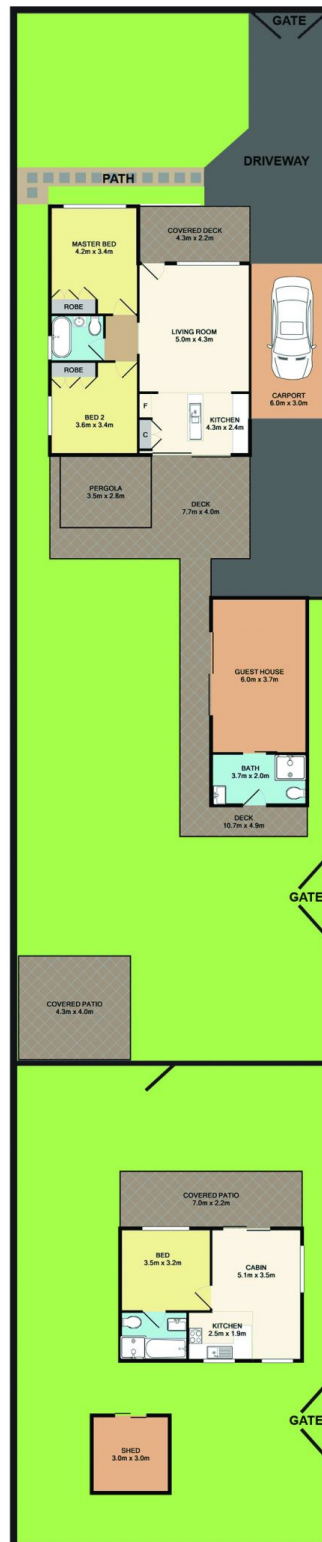 GATE
DRIVEWAY
PATH
COVERED DECK
4.3m x 2.2m
MASTER BED
4.2m x 3.4m
ROBE
LIVING ROOM
5.0m x 4.3m
ROBE
CARPORT
6.0m x 3.0m
BED 2
3.6m x 3.4m
F
KITCHEN
4.3m x 2.4m
C
PERGOLA
3.5m x 2.8m
DECK
7.7m x 4.0m
GUEST HOUSE
6.0m x 3.7m
BATH
3.7m x 2.0m
DECK
10.7m x 4.9m
GATE
COVERED PATIO
4.3m x 4.0m
COVERED PATIO
7.0m x 2.2m
BED
3.5m x 3.2m
CABIN
5.1m x 3.5m
KITCHEN
2.5m x 1.9m
GATE
SHED
3.0m x 3.0m